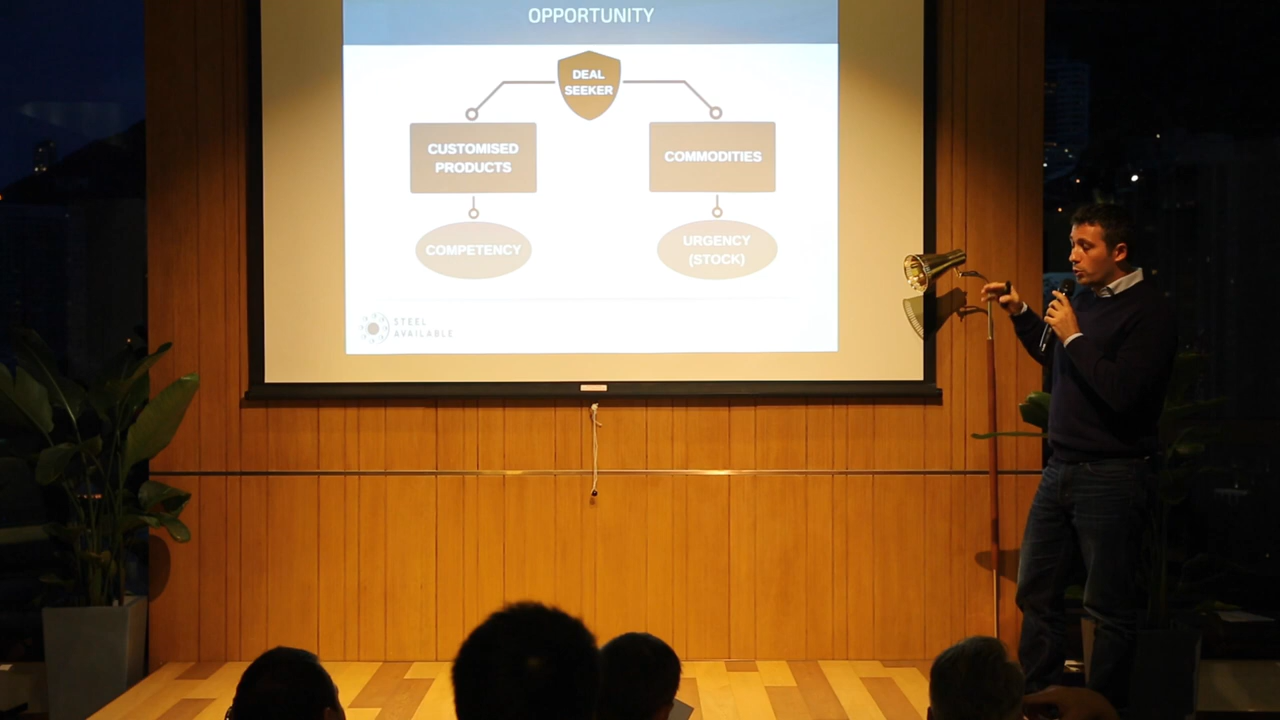 OPPORTUNITY
DEAL
SEEKER
CUSTOMISED
PRODUCTS
COMMODITIES
COMPETENCY
URGENCY
(STOCK)
STEEL
AVAILABLE